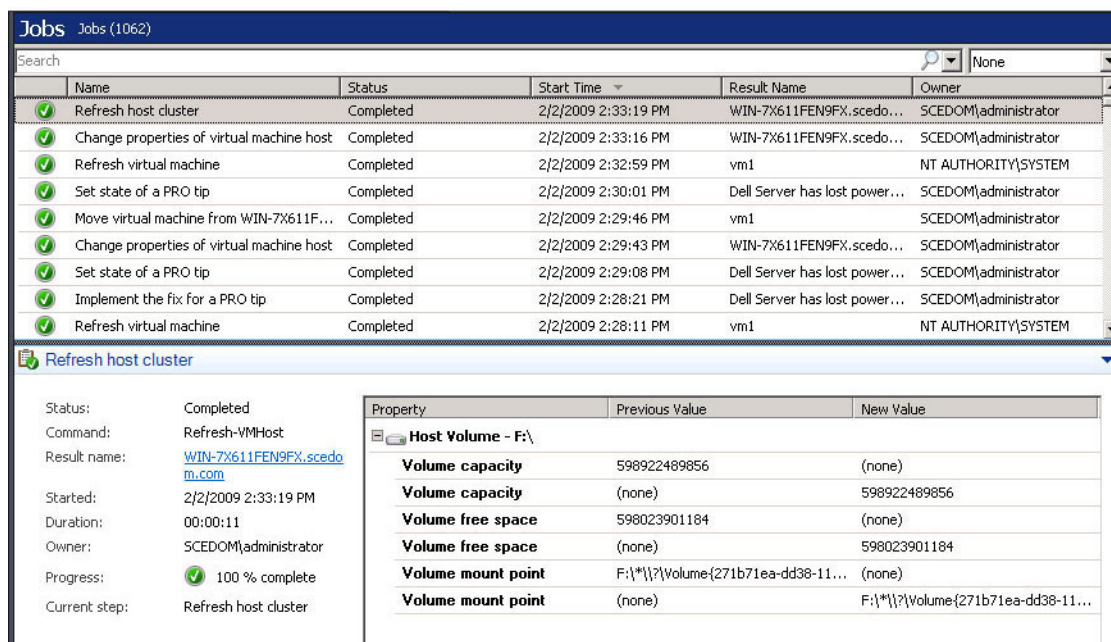 Jobs Jobs (1062)
Search None
Name Status Start Time Result Name Owner
Refresh host cluster Completed 2/2/2009 2:33:19 PM WIN-7X611FEN9FX.scedo... SCEDOM\administrator
Change properties of virtual machine host Completed 2/2/2009 2:33:16 PM WIN-7X611FEN9FX.scedo... SCEDOM\administrator
Refresh virtual machine Completed 2/2/2009 2:32:59 PM vm1 NT AUTHORITY\SYSTEM
Set state of a PRO tip Completed 2/2/2009 2:30:01 PM Dell Server has lost power... SCEDOM\administrator
Move virtual machine from WIN-7X611F... Completed 2/2/2009 2:29:46 PM vm1 SCEDOM\administrator
Change properties of virtual machine host Completed 2/2/2009 2:29:43 PM WIN-7X611FEN9FX.scedo... SCEDOM\administrator
Set state of a PRO tip Completed 2/2/2009 2:29:08 PM Dell Server has lost power... SCEDOM\administrator
Implement the fix for a PRO tip Completed 2/2/2009 2:28:21 PM Dell Server has lost power... SCEDOM\administrator
Refresh virtual machine Completed 2/2/2009 2:28:11 PM vm1 NT AUTHORITY\SYSTEM
Refresh host cluster
Status: Completed
Command: Refresh-VMHost
Result name: WIN-7X611FEN9FX.scedo
m.com
Started: 2/2/2009 2:33:19 PM
Duration: 00:00:11
Owner: SCEDOM\administrator
Progress: 100 % complete
Current step: Refresh host cluster
Property Previous Value New Value
Host Volume - F:\
Volume capacity 598922489856 (none)
Volume capacity (none) 598922489856
Volume free space 598023901184 (none)
Volume free space (none) 598023901184
Volume mount point F:\*\\?\Volume{271b71ea-dd38-11... (none)
Volume mount point (none) F:\*\\?\Volume{271b71ea-dd38-11...